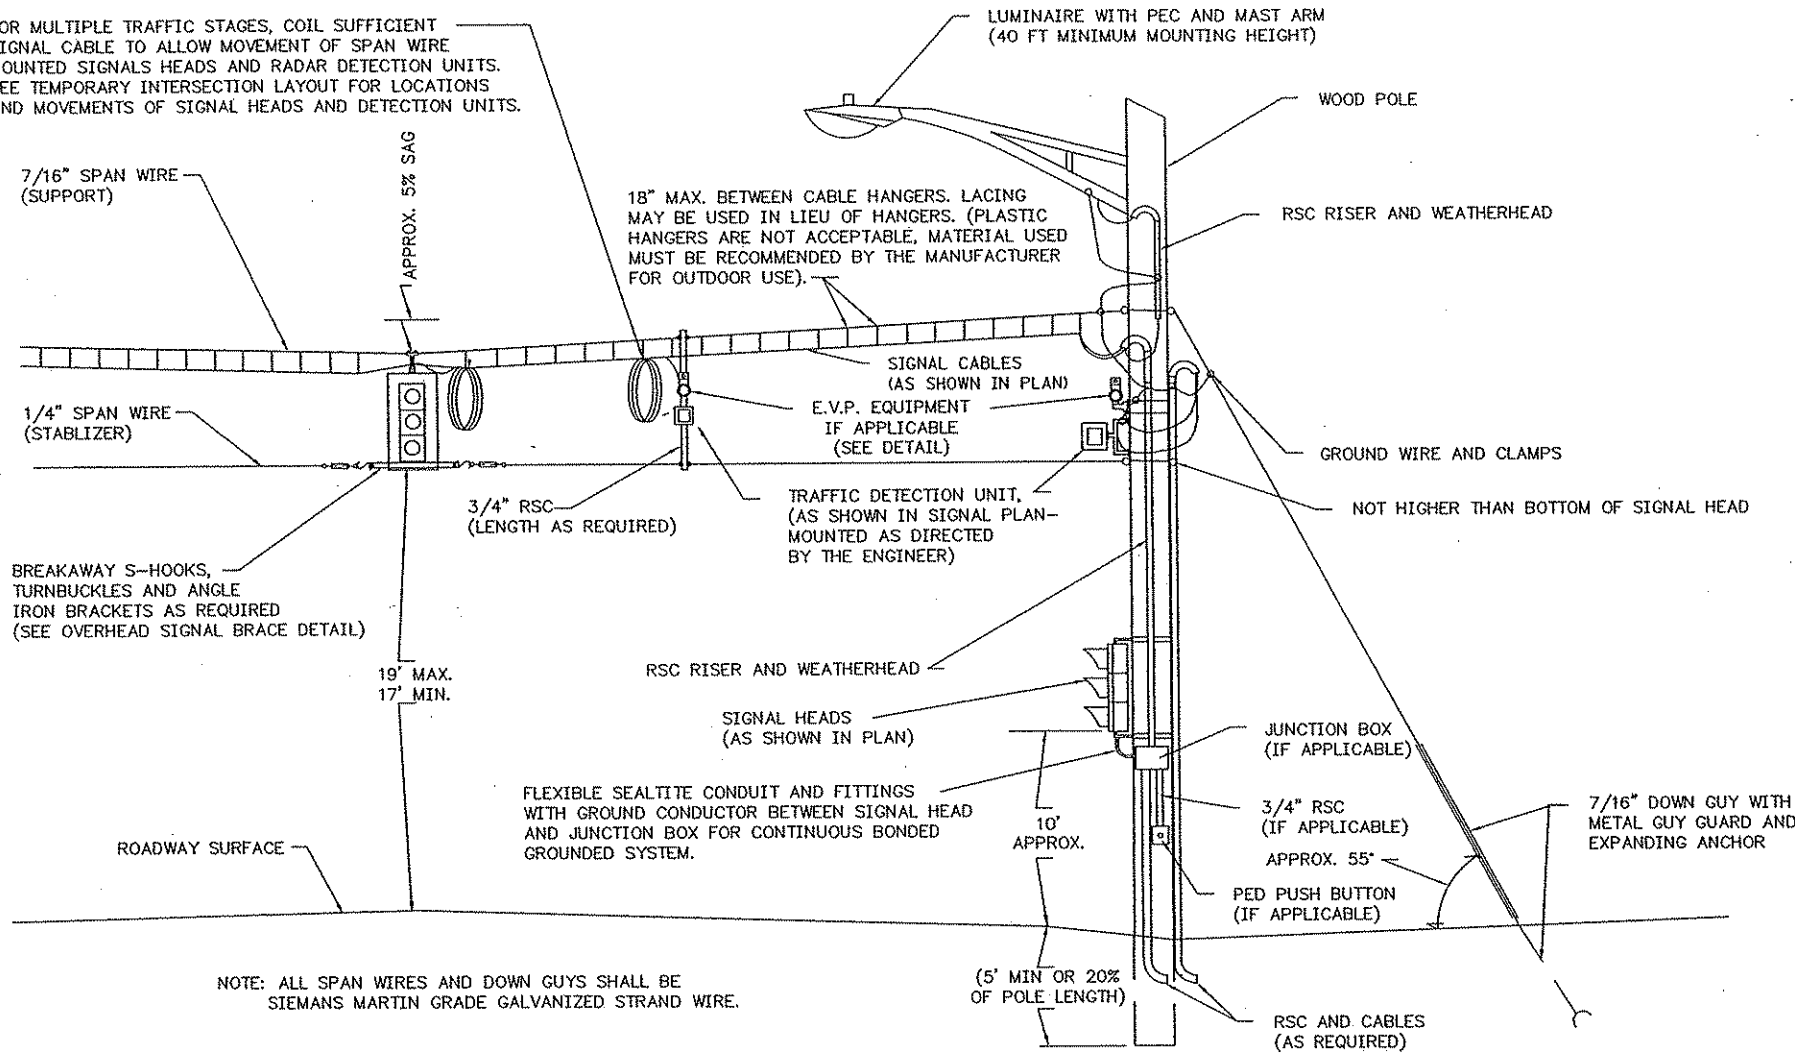 OR MULTIPLE TRAFFIC STAGES, COIL SUFFICIENT
IGNAL CABLE TO ALLOW MOVEMENT OF SPAN WIRE
OUNTED SIGNALS HEADS AND RADAR DETECTION UNITS.
EE TEMPORARY INTERSECTION LAYOUT FOR LOCATIONS
ND MOVEMENTS OF SIGNAL HEADS AND DETECTION UNITS.
LUMINAIRE WITH PEC AND MAST ARM
(40 FT MINIMUM MOUNTING HEIGHT)
WOOD POLE
7/16" SPAN WIRE
(SUPPORT)
APPROX. 5% SAG
18" MAX. BETWEEN CABLE HANGERS. LACING
MAY BE USED IN LIEU OF HANGERS. (PLASTIC
HANGERS ARE NOT ACCEPTABLE, MATERIAL USED
MUST BE RECOMMENDED BY THE MANUFACTURER
FOR OUTDOOR USE).
RSC RISER AND WEATHERHEAD
SIGNAL CABLES
(AS SHOWN IN PLAN)
1/4" SPAN WIRE
(STABLIZER)
E.V.P. EQUIPMENT
IF APPLICABLE
(SEE DETAIL)
GROUND WIRE AND CLAMPS
3/4" RSC
(LENGTH AS REQUIRED)
TRAFFIC DETECTION UNIT,
(AS SHOWN IN SIGNAL PLAN-
MOUNTED AS DIRECTED
BY THE ENGINEER)
NOT HIGHER THAN BOTTOM OF SIGNAL HEAD
BREAKAWAY S-HOOKS,
TURNBUCKLES AND ANGLE
IRON BRACKETS AS REQUIRED
(SEE OVERHEAD SIGNAL BRACE DETAIL)
19' MAX.
17' MIN.
RSC RISER AND WEATHERHEAD
SIGNAL HEADS
(AS SHOWN IN PLAN)
JUNCTION BOX
(IF APPLICABLE)
FLEXIBLE SEALTITE CONDUIT AND FITTINGS
WITH GROUND CONDUCTOR BETWEEN SIGNAL HEAD
AND JUNCTION BOX FOR CONTINUOUS BONDED
GROUNDED SYSTEM.
10'
APPROX.
3/4" RSC
(IF APPLICABLE)
APPROX. 55°
7/16" DOWN GUY WITH
METAL GUY GUARD AND
EXPANDING ANCHOR
ROADWAY SURFACE
PED PUSH BUTTON
(IF APPLICABLE)
NOTE: ALL SPAN WIRES AND DOWN GUYS SHALL BE
SIEMANS MARTIN GRADE GALVANIZED STRAND WIRE.
(5' MIN OR 20%
OF POLE LENGTH)
RSC AND CABLES
(AS REQUIRED)